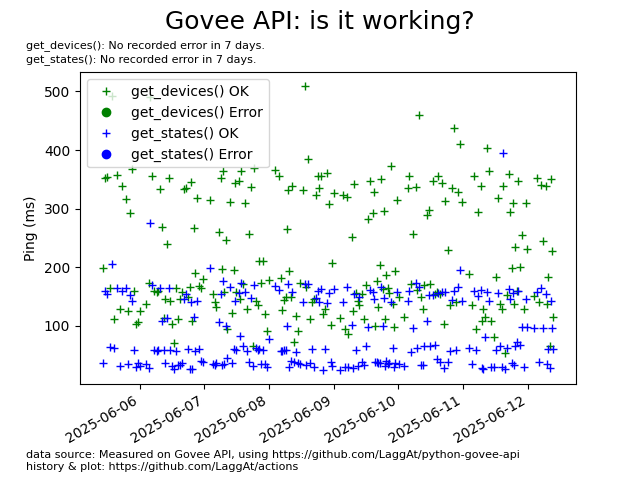 Govee API: is it working?
get_devices(): No recorded error in 7 days.
get_states(): No recorded error in 7 days.
get_devices() OK
get_devices() Error
get_states() OK
get_states() Error
Ping (ms)
500
400
300
200
100
2025-06-06
2025-06-07
2025-06-08
2025-06-09
2025-06-10
2025-06-11
2025-06-12
data source: Measured on Govee API, using https://github.com/LaggAt/python-govee-api
history & plot: https://github.com/LaggAt/actions